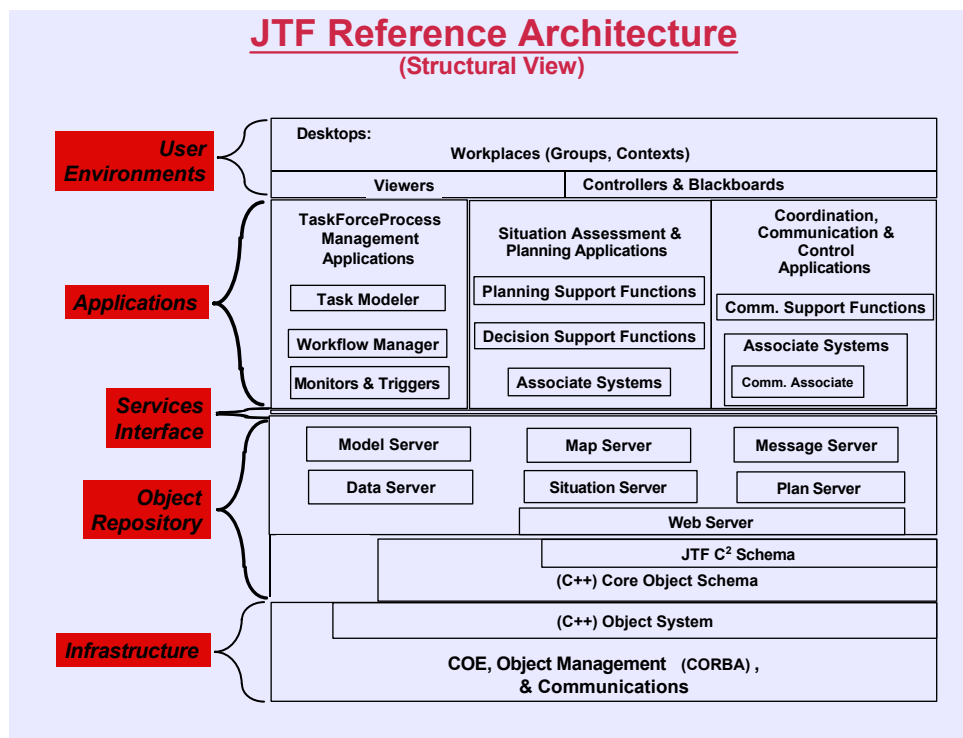 JTF Reference Architecture
(Structural View)
User
Environments
Desktops:
Workplaces (Groups, Contexts)
Viewers
Controllers & Blackboards
Applications
TaskForceProcess
Management
Applications
Task Modeler
Workflow Manager
Monitors & Triggers
Situation Assessment &
Planning Applications
Planning Support Functions
Decision Support Functions
Associate Systems
Coordination,
Communication &
Control
Applications
Comm. Support Functions
Associate Systems
Comm. Associate
Services
Interface
Object
Repository
Model Server
Map Server
Message Server
Data Server
Situation Server
Plan Server
Web Server
JTF C² Schema
(C++) Core Object Schema
Infrastructure
(C++) Object System
COE, Object Management (CORBA) ,
& Communications